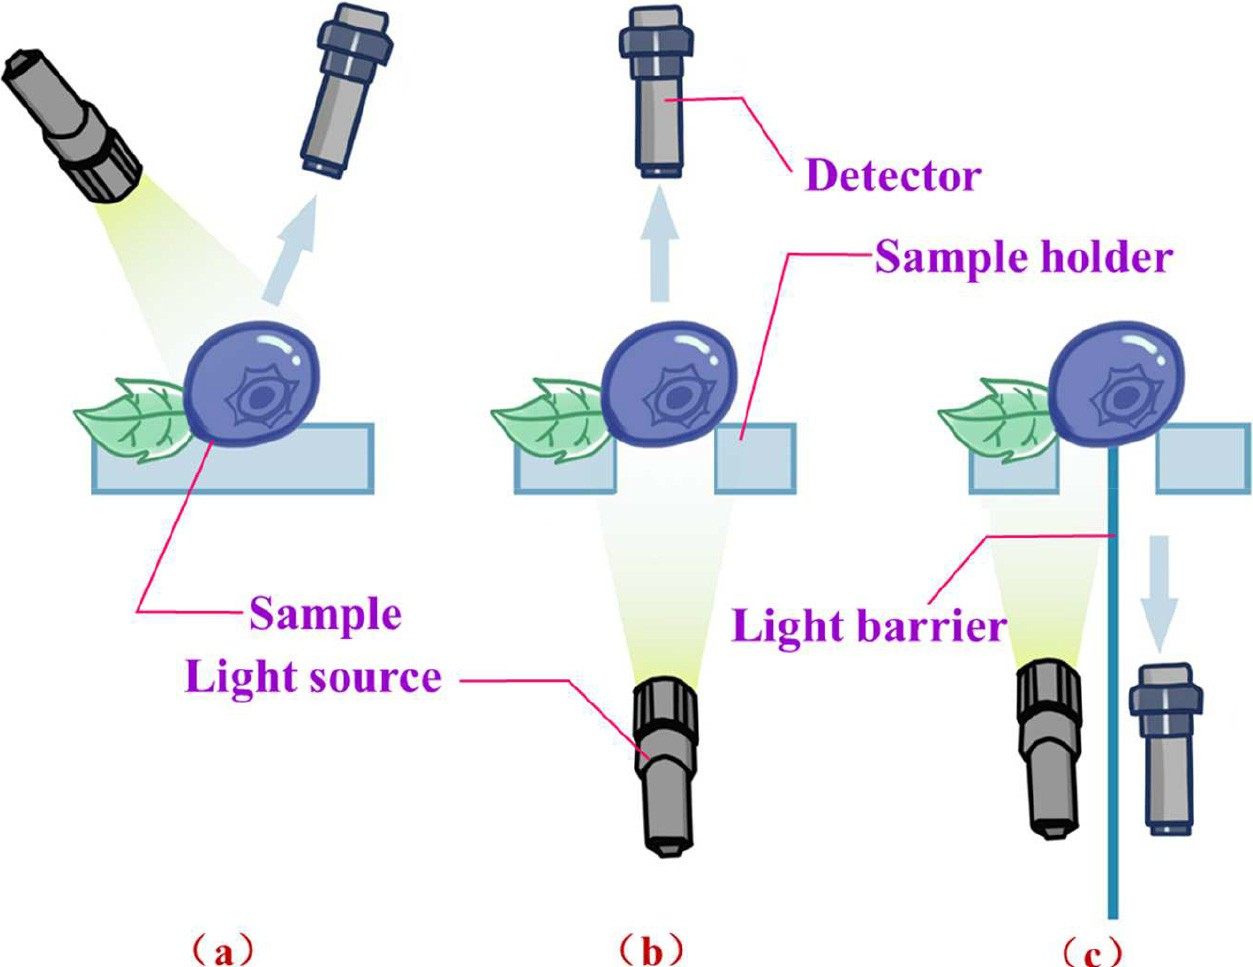 Detector
Sample holder
Sample
Light barrier
Light source
（a）
（b）
（c）